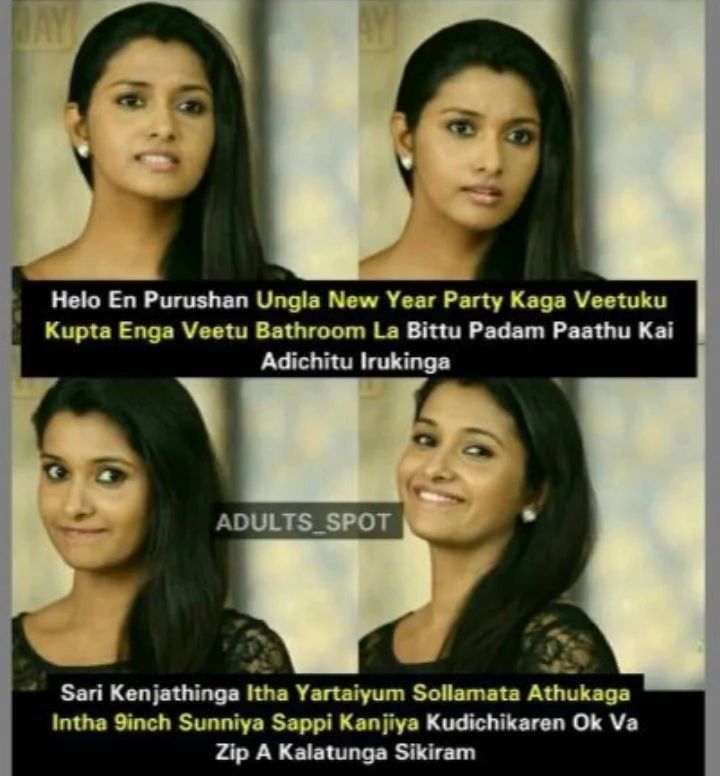 JAY
AY
Helo En Purushan Ungla New Year Party Kaga Veetuku
Kupta Enga Veetu Bathroom La Bittu Padam Paathu Kai
Adichitu Irukinga
ADULTS_SPOT
Sari Kenjathinga Itha Yartaiyum Sollamata Athukaga
Intha 9inch Sunniya Sappi Kanjiya Kudichikaren Ok Va
Zip A Kalatunga Sikiram